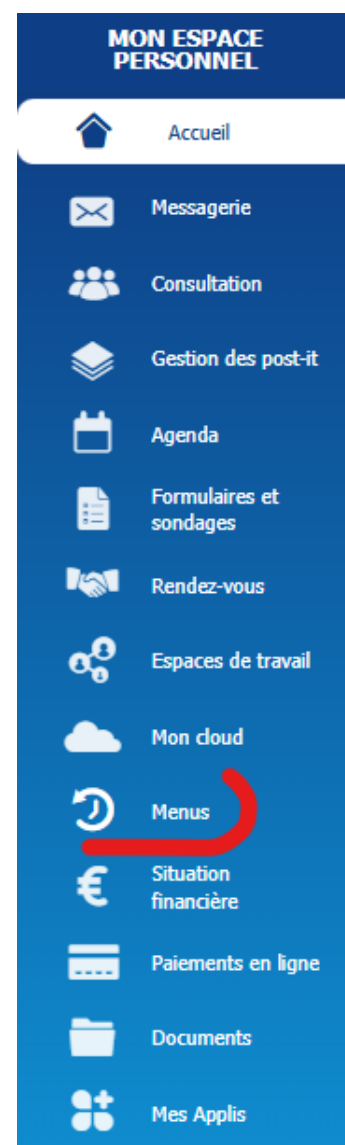 MON ESPACE
PERSONNEL
Accueil
Messagerie
Consultation
Gestion des post-it
Agenda
Formulaires et
sondages
Rendez-vous
Espaces de travail
Mon cloud
Menus
Situation
financière
Paiements en ligne
Documents
Mes Applis